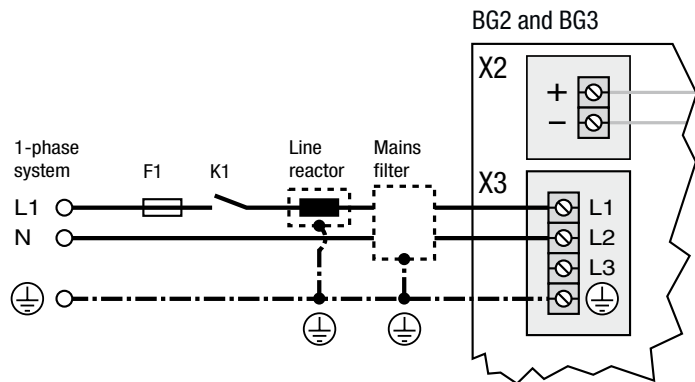 BG2 and BG3
X2
+
−
1-phase
system
F1
K1
Line
reactor
Mains
filter
X3
L1
L1
N
L2
L3